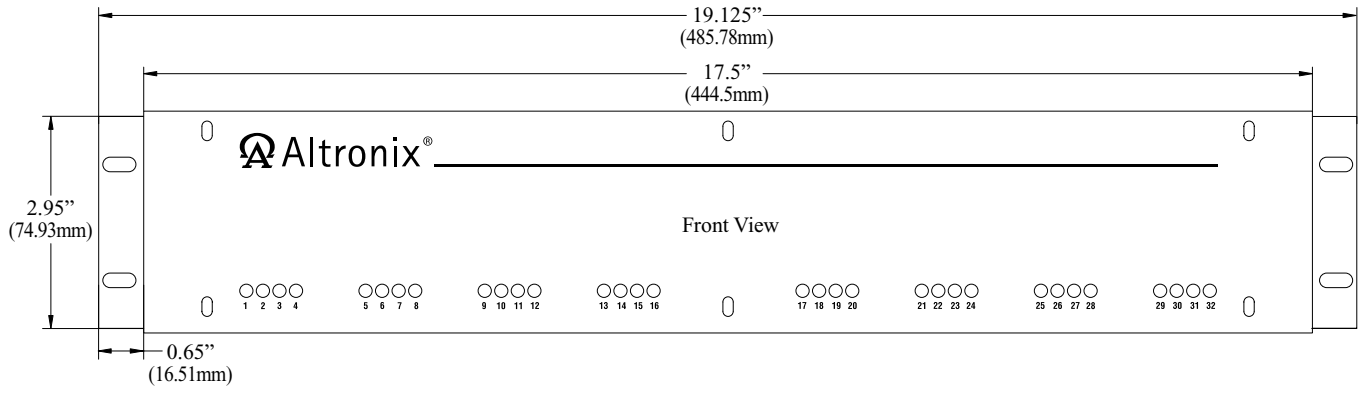 19.125”
(485.78mm)
17.5”
(444.5mm)
Altronix®
2.95”
(74.93mm)
Front View
1 2 3 4 5 6 7 8 9 10 11 12 13 14 15 16 17 18 19 20 21 22 23 24 25 26 27 28 29 30 31 32
0.65”
(16.51mm)